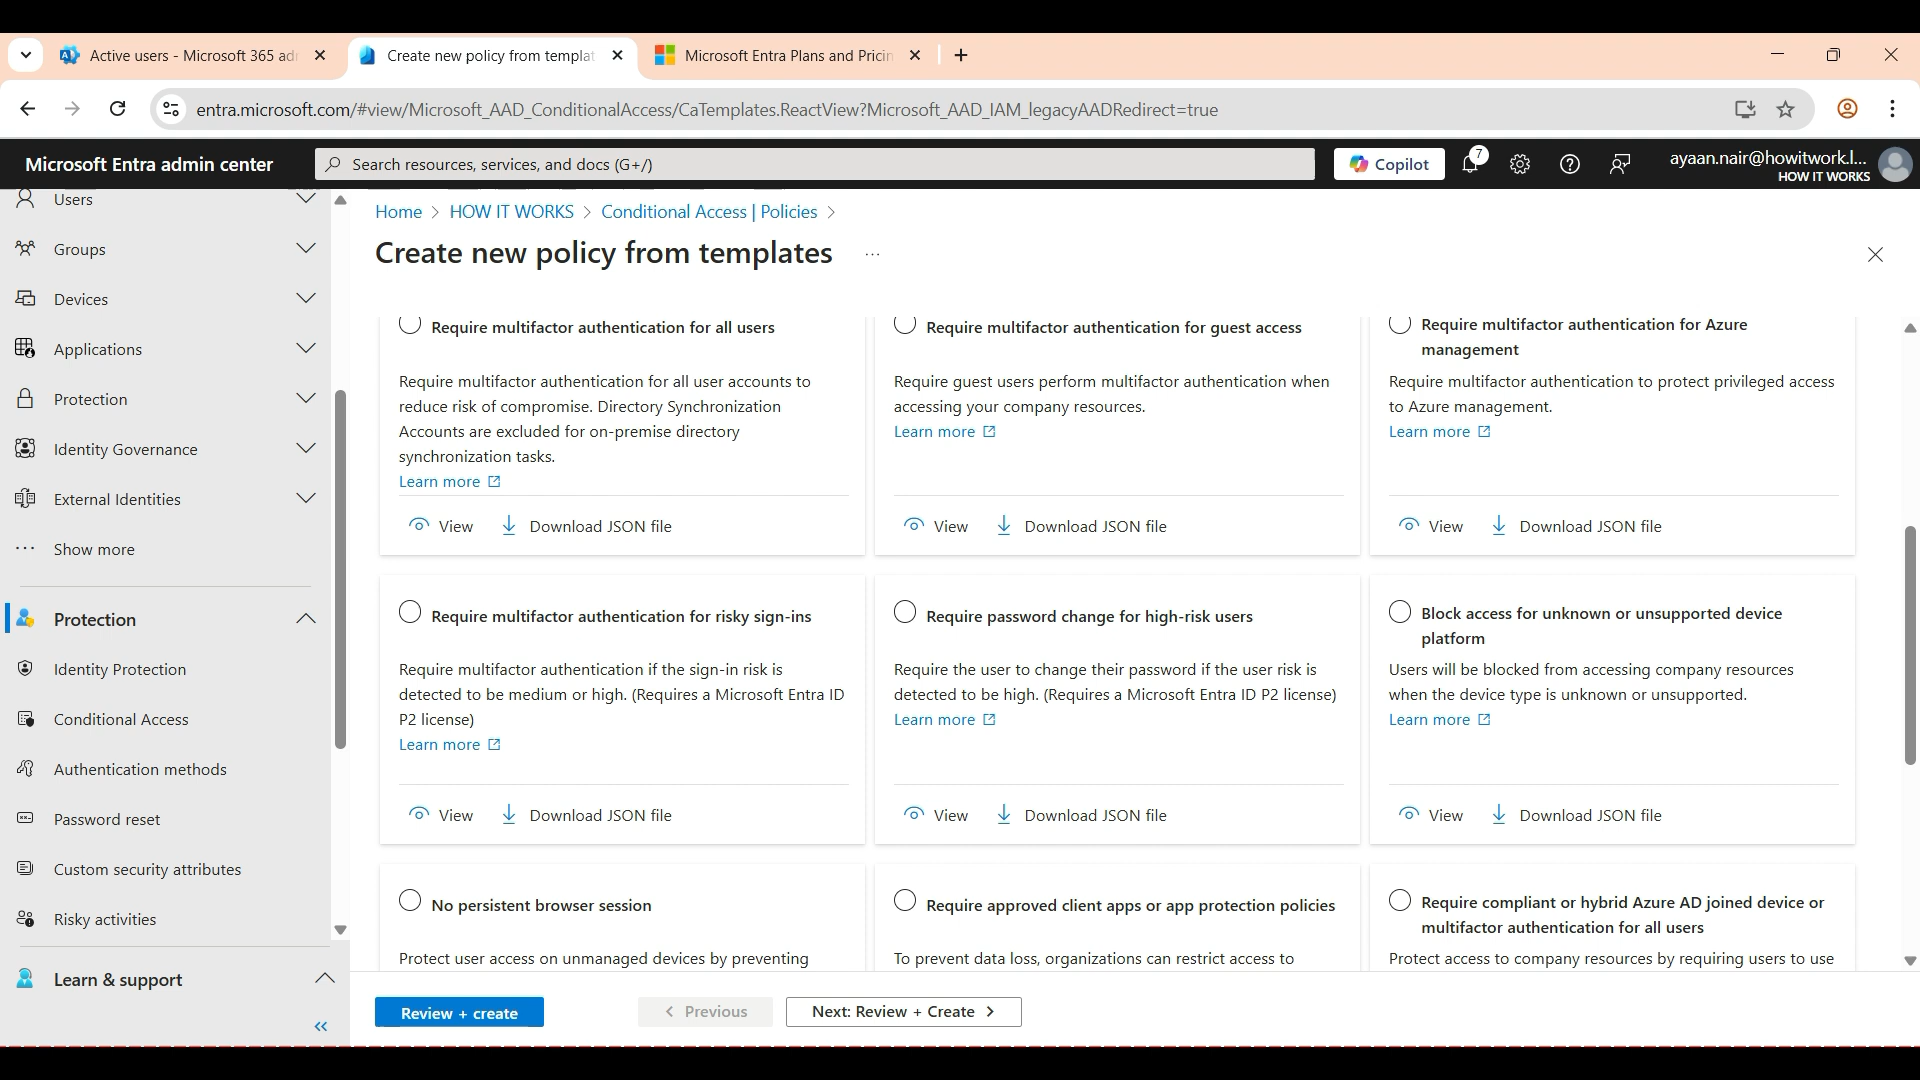 Active users - Microsoft 365 ad
Create new policy from templat
Microsoft Entra Plans and Pricin
entra.microsoft.com/#view/Microsoft_AAD_ConditionalAccess/CaTemplates.ReactView?Microsoft_AAD_IAM_legacyAADRedirect=true
Microsoft Entra admin center
Search resources, services, and docs (G+/)
Copilot
7
ayaan.nair@howitwork.l...
HOW IT WORKS
Users
Groups
Devices
Applications
Protection
Identity Governance
External Identities
Show more
Protection
Identity Protection
Conditional Access
Authentication methods
Password reset
Custom security attributes
Risky activities
Learn & support
Home > HOW IT WORKS > Conditional Access | Policies >
Create new policy from templates ...
Require multifactor authentication for all users
Require multifactor authentication for all user accounts to
reduce risk of compromise. Directory Synchronization
Accounts are excluded for on-premise directory
synchronization tasks.
Learn more
View
Download JSON file
Require multifactor authentication for guest access
Require guest users perform multifactor authentication when
accessing your company resources.
Learn more
View
Download JSON file
Require multifactor authentication for Azure
management
Require multifactor authentication to protect privileged access
to Azure management.
Learn more
View
Download JSON file
Require multifactor authentication for risky sign-ins
Require multifactor authentication if the sign-in risk is
detected to be medium or high. (Requires a Microsoft Entra ID
P2 license)
Learn more
View
Download JSON file
Require password change for high-risk users
Require the user to change their password if the user risk is
detected to be high. (Requires a Microsoft Entra ID P2 license)
Learn more
View
Download JSON file
Block access for unknown or unsupported device
platform
Users will be blocked from accessing company resources
when the device type is unknown or unsupported.
Learn more
View
Download JSON file
No persistent browser session
Protect user access on unmanaged devices by preventing
Require approved client apps or app protection policies
To prevent data loss, organizations can restrict access to
Require compliant or hybrid Azure AD joined device or
multifactor authentication for all users
Protect access to company resources by requiring users to use
Review + create
< Previous
Next: Review + Create >